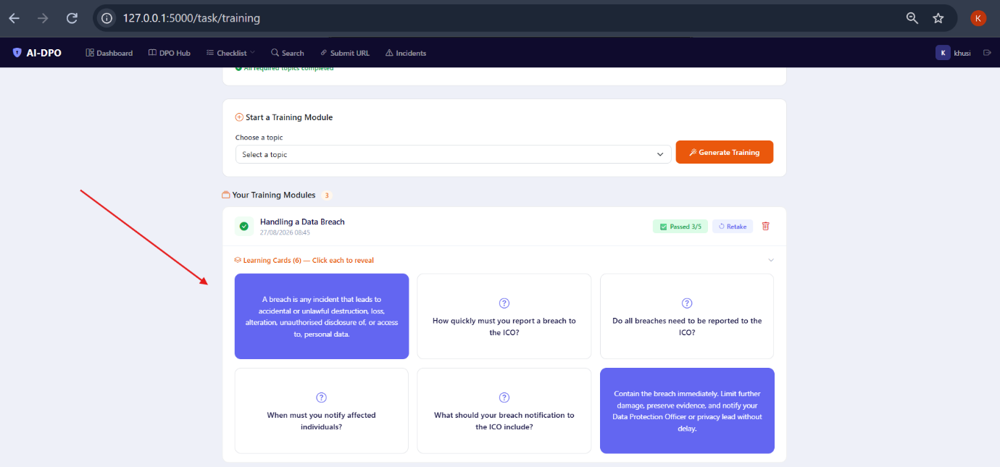 127.0.0.1:5000/task/training
K
AI-DPO
Dashboard
DPO Hub
Checklist
Search
Submit URL
Incidents
K
khusi
All required topics completed
Start a Training Module
Choose a topic
Select a topic
Generate Training
Your Training Modules 3
Handling a Data Breach
27/08/2026 08:45
Passed 3/5
Retake
Learning Cards (6) — Click each to reveal
A breach is any incident that leads to
accidental or unlawful destruction, loss,
alteration, unauthorised disclosure of, or access
to, personal data.
How quickly must you report a breach to
the ICO?
Do all breaches need to be reported to the
ICO?
When must you notify affected
individuals?
What should your breach notification to
the ICO include?
Contain the breach immediately. Limit further
damage, preserve evidence, and notify your
Data Protection Officer or privacy lead without
delay.